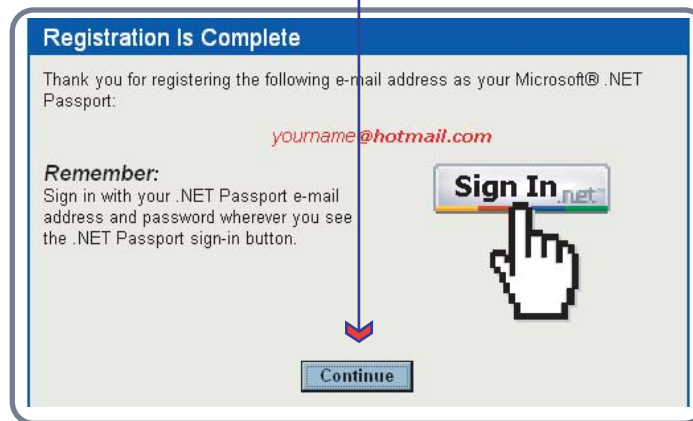 Registration Is Complete
Thank you for registering the following e-mail address as your Microsoft® .NET
Passport:
yourname@hotmail.com
Remember:
Sign in with your .NET Passport e-mail
address and password wherever you see
the .NET Passport sign-in button.
Sign In .net™
Continue